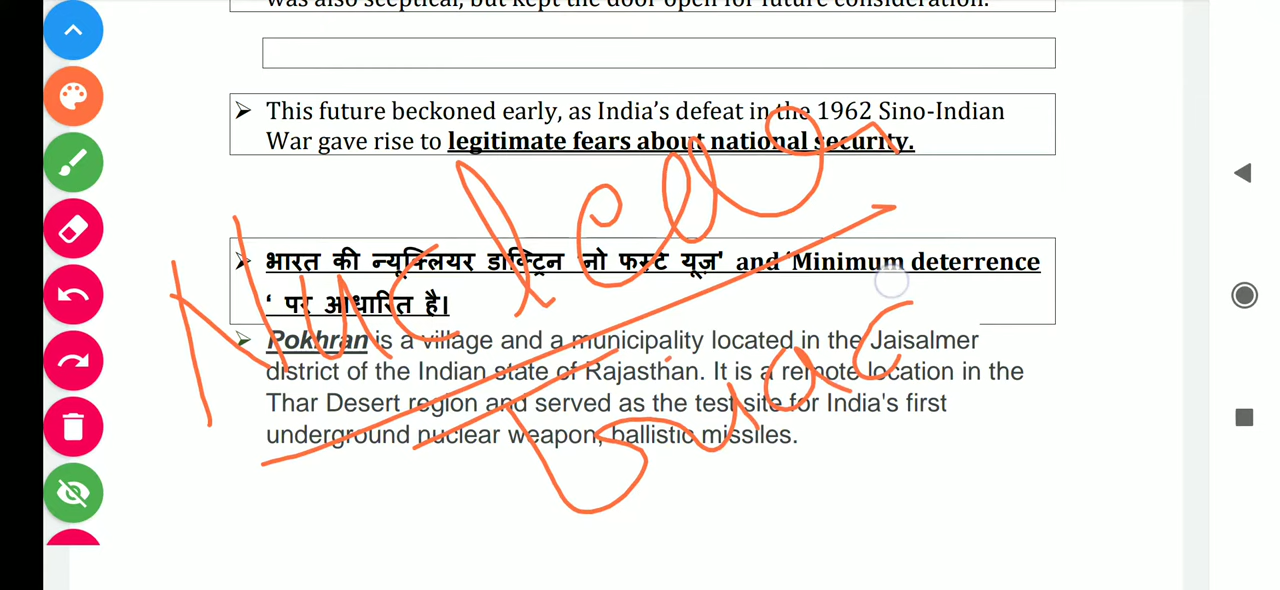 was also sceptical, but kept the door open for future consideration.
➢ This future beckoned early, as India's defeat in the 1962 Sino-Indian
War gave rise to legitimate fears about national security.
➢ भारत की न्यूक्लियर डाक्ट्रिन 'नो फर्स्ट यूज़' and 'Minimum deterrence
‘ पर आधारित है।
➢ Pokhran is a village and a municipality located in the Jaisalmer
district of the Indian state of Rajasthan. It is a remote location in the
Thar Desert region and served as the test site for India's first
underground nuclear weapon, ballistic missiles.
Nuclear